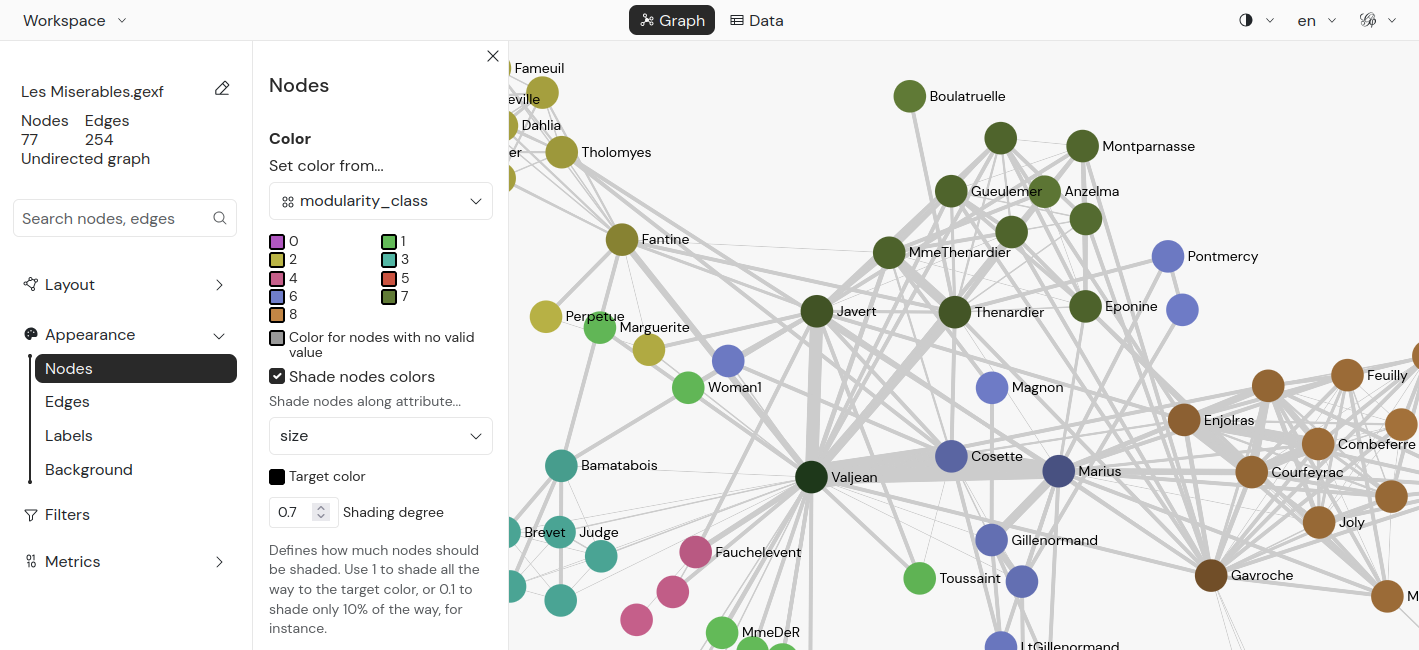 Workspace
Graph
Data
en
Les Miserables.gexf
Nodes
Edges
77
254
Undirected graph
Search nodes, edges
Layout
Appearance
Nodes
Edges
Labels
Background
Filters
Metrics
Nodes
Color
Set color from...
modularity_class
0
1
2
3
4
5
6
7
8
Color for nodes with no valid
value
Shade nodes colors
Shade nodes along attribute...
size
Target color
0.7
Shading degree
Defines how much nodes should
be shaded. Use 1 to shade all the
way to the target color, or 0.1 to
shade only 10% of the way, for
instance.
Fameuil
eville
Boulatruelle
Dahlia
er
Tholomyes
Montparnasse
Gueulemer
Anzelma
Fantine
MmeThenardier
Pontmercy
Perpetue
Marguerite
Javert
Thenardier
Eponine
Woman1
Magnon
Feuilly
Enjolras
Combeferre
Bamatabois
Valjean
Cosette
Marius
Courfeyrac
Brevet
Judge
Joly
Fauchelevent
Gillenormand
Toussaint
Gavroche
M
MmeDeR
LtGillenormand